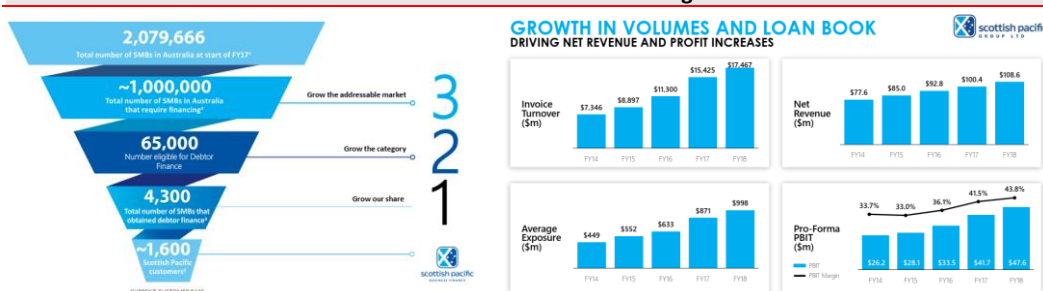 2,079,666
Total number of SMBs in Australia at start of FY17¹
~1,000,000
Total number of SMBs in Australia
that require financing²
65,000
Number eligible for Debtor
Finance
4,300
Total number of SMBs that
obtained debtor finance³
~1,600
Scottish Pacific
customers⁴
Grow the addressable market
3
Grow the category
2
Grow our share
1
scottish pacific
BUSINESS FINANCE
GROWTH IN VOLUMES AND LOAN BOOK
DRIVING NET REVENUE AND PROFIT INCREASES
scottish pacific
GROUP LTD
Invoice
Turnover
($m)
$7,346
$8,897
$11,300
$15,425
$17,467
FY14
FY15
FY16
FY17
FY18
Net
Revenue
($m)
$77.6
$85.0
$92.8
$100.4
$108.6
FY14
FY15
FY16
FY17
FY18
Average
Exposure
($m)
$449
$552
$633
$871
$998
FY14
FY15
FY16
FY17
FY18
Pro-Forma
PBIT
($m)
PBIT
PBIT Margin
33.7%
33.0%
36.1%
41.5%
43.8%
$26.2
$28.1
$33.5
$41.7
$47.6
FY14
FY15
FY16
FY17
FY18